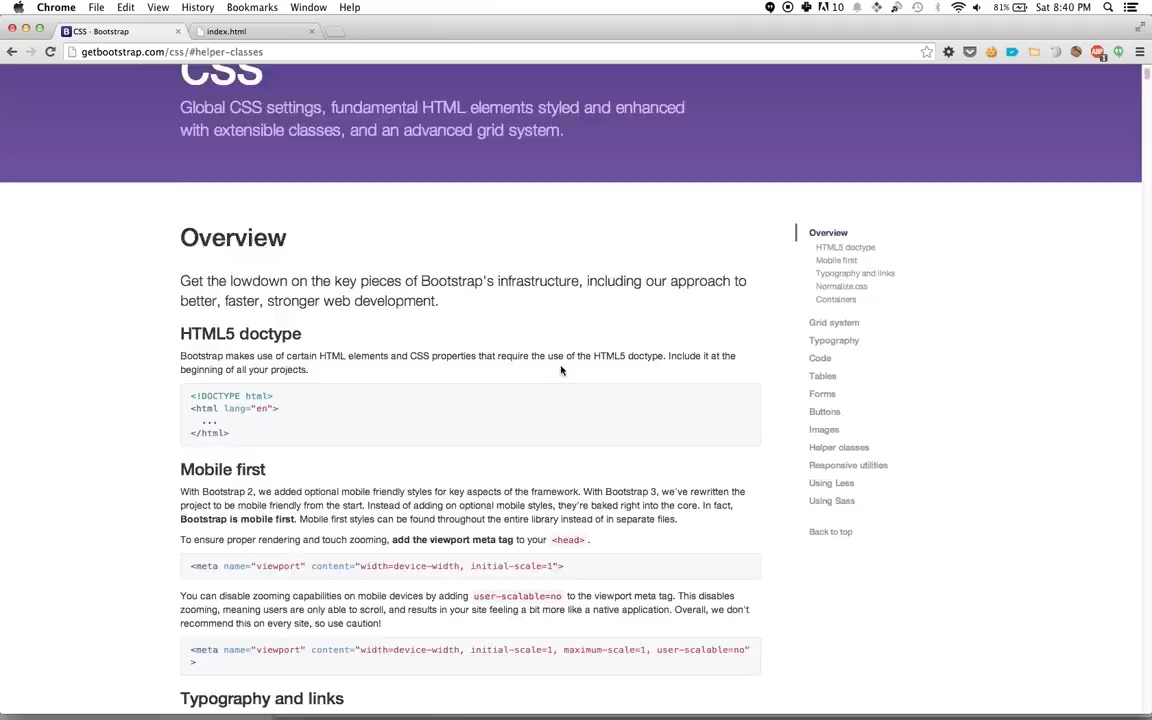 Chrome File Edit View History Bookmarks Window Help 10 81% Sat 8:40 PM
CSS · Bootstrap index.html
getbootstrap.com/css/#helper-classes
CSS
Global CSS settings, fundamental HTML elements styled and enhanced
with extensible classes, and an advanced grid system.
Overview
Get the lowdown on the key pieces of Bootstrap's infrastructure, including our approach to
better, faster, stronger web development.
HTML5 doctype
Bootstrap makes use of certain HTML elements and CSS properties that require the use of the HTML5 doctype. Include it at the
beginning of all your projects.
<!DOCTYPE html>
<html lang="en">
...
</html>
Mobile first
With Bootstrap 2, we added optional mobile friendly styles for key aspects of the framework. With Bootstrap 3, we've rewritten the
project to be mobile friendly from the start. Instead of adding on optional mobile styles, they're baked right into the core. In fact,
Bootstrap is mobile first. Mobile first styles can be found throughout the entire library instead of in separate files.
To ensure proper rendering and touch zooming, add the viewport meta tag to your <head>.
<meta name="viewport" content="width=device-width, initial-scale=1">
You can disable zooming capabilities on mobile devices by adding user-scalable=no to the viewport meta tag. This disables
zooming, meaning users are only able to scroll, and results in your site feeling a bit more like a native application. Overall, we don't
recommend this on every site, so use caution!
<meta name="viewport" content="width=device-width, initial-scale=1, maximum-scale=1, user-scalable=no"
>
Typography and links
Overview
HTML5 doctype
Mobile first
Typography and links
Normalize.css
Containers
Grid system
Typography
Code
Tables
Forms
Buttons
Images
Helper classes
Responsive utilities
Using Less
Using Sass
Back to top